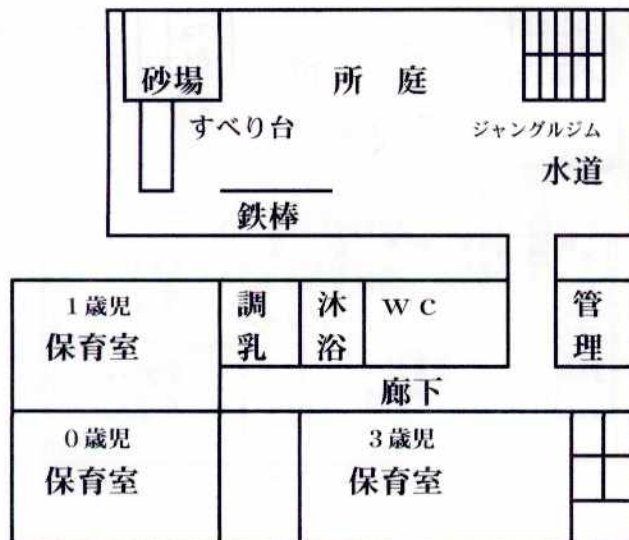 砂場
所 庭
すべり台
ジャングルジム
水道
鉄棒
1歳児
保育室
調乳
沐浴
wc
管理
廊下
0歳児
保育室
3歳児
保育室